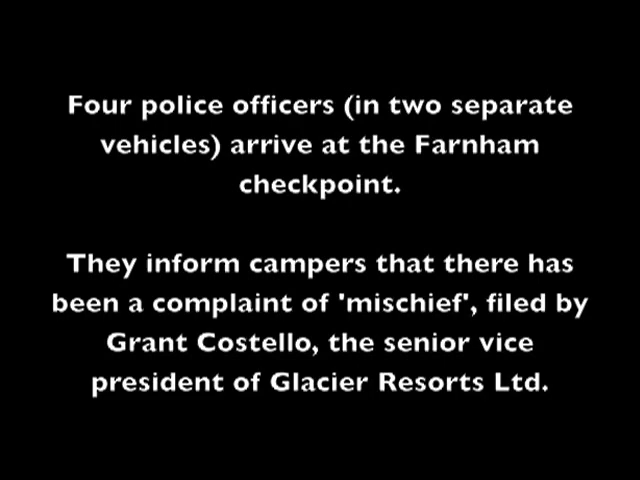 Four police officers (in two separate
vehicles) arrive at the Farnham
checkpoint.
They inform campers that there has
been a complaint of 'mischief', filed by
Grant Costello, the senior vice
president of Glacier Resorts Ltd.